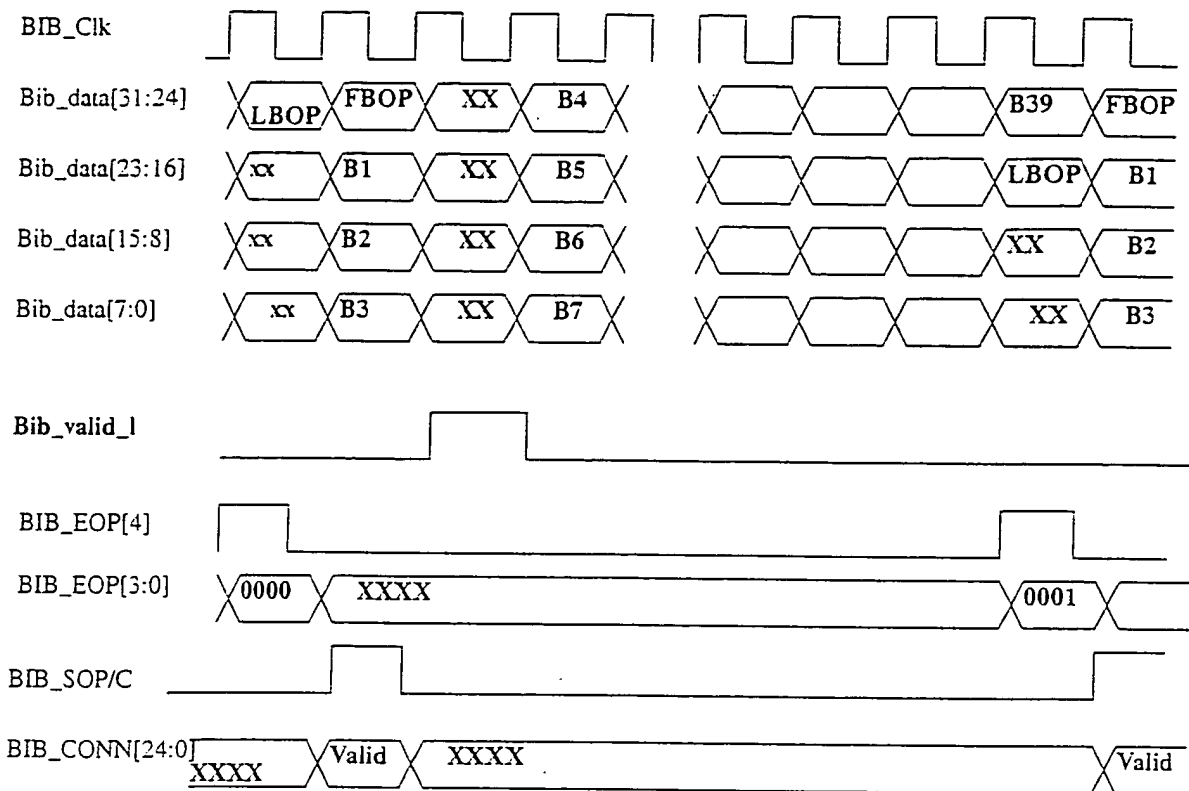 BIB_Clk
Bib_data[31:24] LBOP FBOP XX B4 B39 FBOP
Bib_data[23:16] xx B1 XX B5 LBOP B1
Bib_data[15:8] xx B2 XX B6 XX B2
Bib_data[7:0] xx B3 XX B7 XX B3
Bib_valid_l
BIB_EOP[4]
BIB_EOP[3:0] 0000 XXXX 0001
BIB_SOP/C
BIB_CONN[24:0] XXXX Valid XXXX Valid